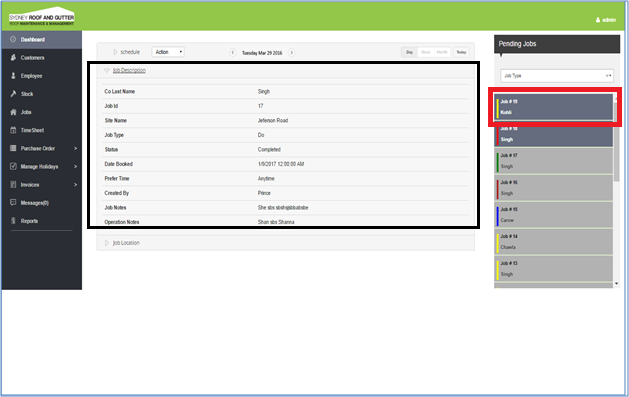 SYDNEY ROOF AND GUTTER
ROOF MAINTENANCE & MANAGEMENT
admin
Dashboard
Customers
Employee
Stock
Jobs
TimeSheet
Purchase Order >
Manage Holidays >
Invoices >
Messages(0)
Reports
schedule Action Tuesday Mar 29 2016 Day Week Month Today
Job Description
Co Last Name Singh
Job Id 17
Site Name Jeferson Road
Job Type Do
Status Completed
Date Booked 1/9/2017 12:00:00 AM
Prefer Time Anytime
Created By Prince
Job Notes She sbs
Operation Notes Shan sbs Shanna
Job Location
Pending Jobs
Job Type
Job # 19
Kohli
Job # 18
Singh
Job # 17
Singh
Job # 16
Singh
Job # 15
Carow
Job # 14
Chawla
Job # 13
Singh